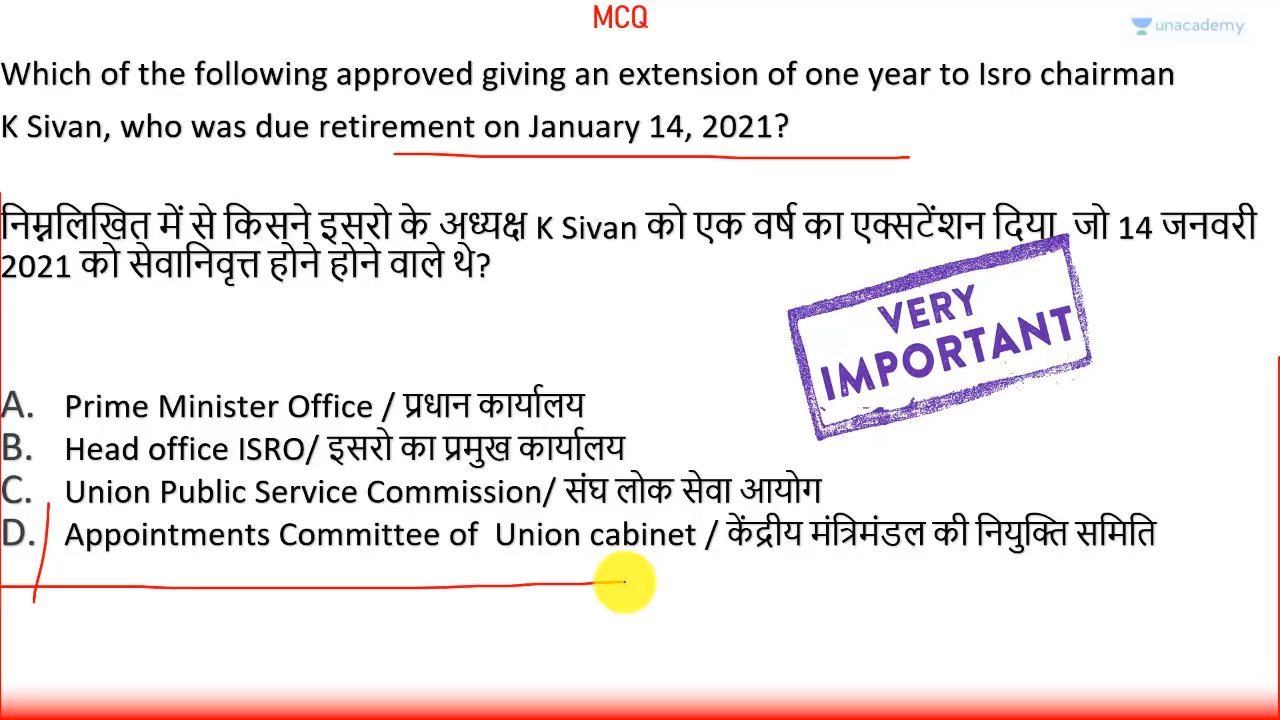 MCQ
unacademy
Which of the following approved giving an extension of one year to Isro chairman
K Sivan, who was due retirement on January 14, 2021?
निम्नलिखित में से किसने इसरो के अध्यक्ष K Sivan को एक वर्ष का एक्सटेंशन दिया, जो 14 जनवरी
2021 को सेवानिवृत्त होने होने वाले थे?
VERY
IMPORTANT
A. Prime Minister Office / प्रधान कार्यालय
B. Head office ISRO/ इसरो का प्रमुख कार्यालय
C. Union Public Service Commission/ संघ लोक सेवा आयोग
D. Appointments Committee of Union cabinet / केंद्रीय मंत्रिमंडल की नियुक्ति समिति